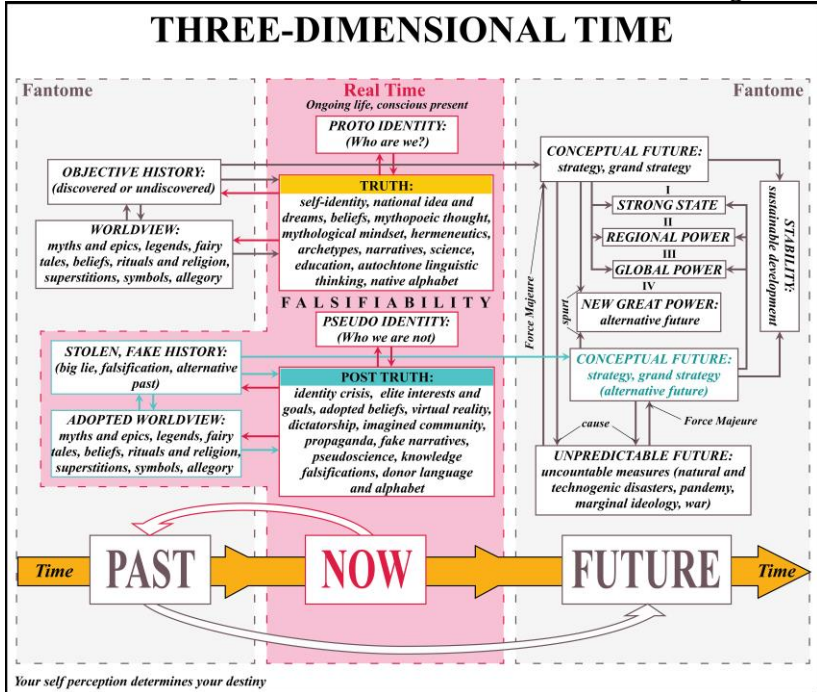 THREE-DIMENSIONAL TIME
Fantome
Real Time
Ongoing life, conscious present
Fantome
PROTO IDENTITY:
(Who are we?)
OBJECTIVE HISTORY:
(discovered or undiscovered)
WORLDVIEW:
myths and epics, legends, fairy
tales, beliefs, rituals and religion,
superstitions, symbols, allegory
TRUTH:
self-identity, national idea and
dreams, beliefs, mythopoeic thought,
mythological mindset, hermeneutics,
archetypes, narratives, science,
education, autochtone linguistic
thinking, native alphabet
FALSIFIABILITY
PSEUDO IDENTITY:
(Who we are not)
STOLEN, FAKE HISTORY:
(big lie, falsification, alternative
past)
ADOPTED WORLDVIEW:
myths and epics, legends, fairy
tales, beliefs, rituals and religion,
superstitions, symbols, allegory
POST TRUTH:
identity crisis, elite interests and
goals, adopted beliefs, virtual reality,
dictatorship, imagined community,
propaganda, fake narratives,
pseudoscience, knowledge
falsifications, donor language
and alphabet
CONCEPTUAL FUTURE:
strategy, grand strategy
I
STRONG STATE
II
REGIONAL POWER
III
GLOBAL POWER
IV
NEW GREAT POWER:
alternative future
STABILITY:
sustainable development
Force Majeure
spurt
CONCEPTUAL FUTURE:
strategy, grand strategy
(alternative future)
cause
Force Majeure
UNPREDICTABLE FUTURE:
uncountable measures (natural and
technogenic disasters, pandemy,
marginal ideology, war)
Time
PAST
NOW
FUTURE
Time
Your self perception determines your destiny